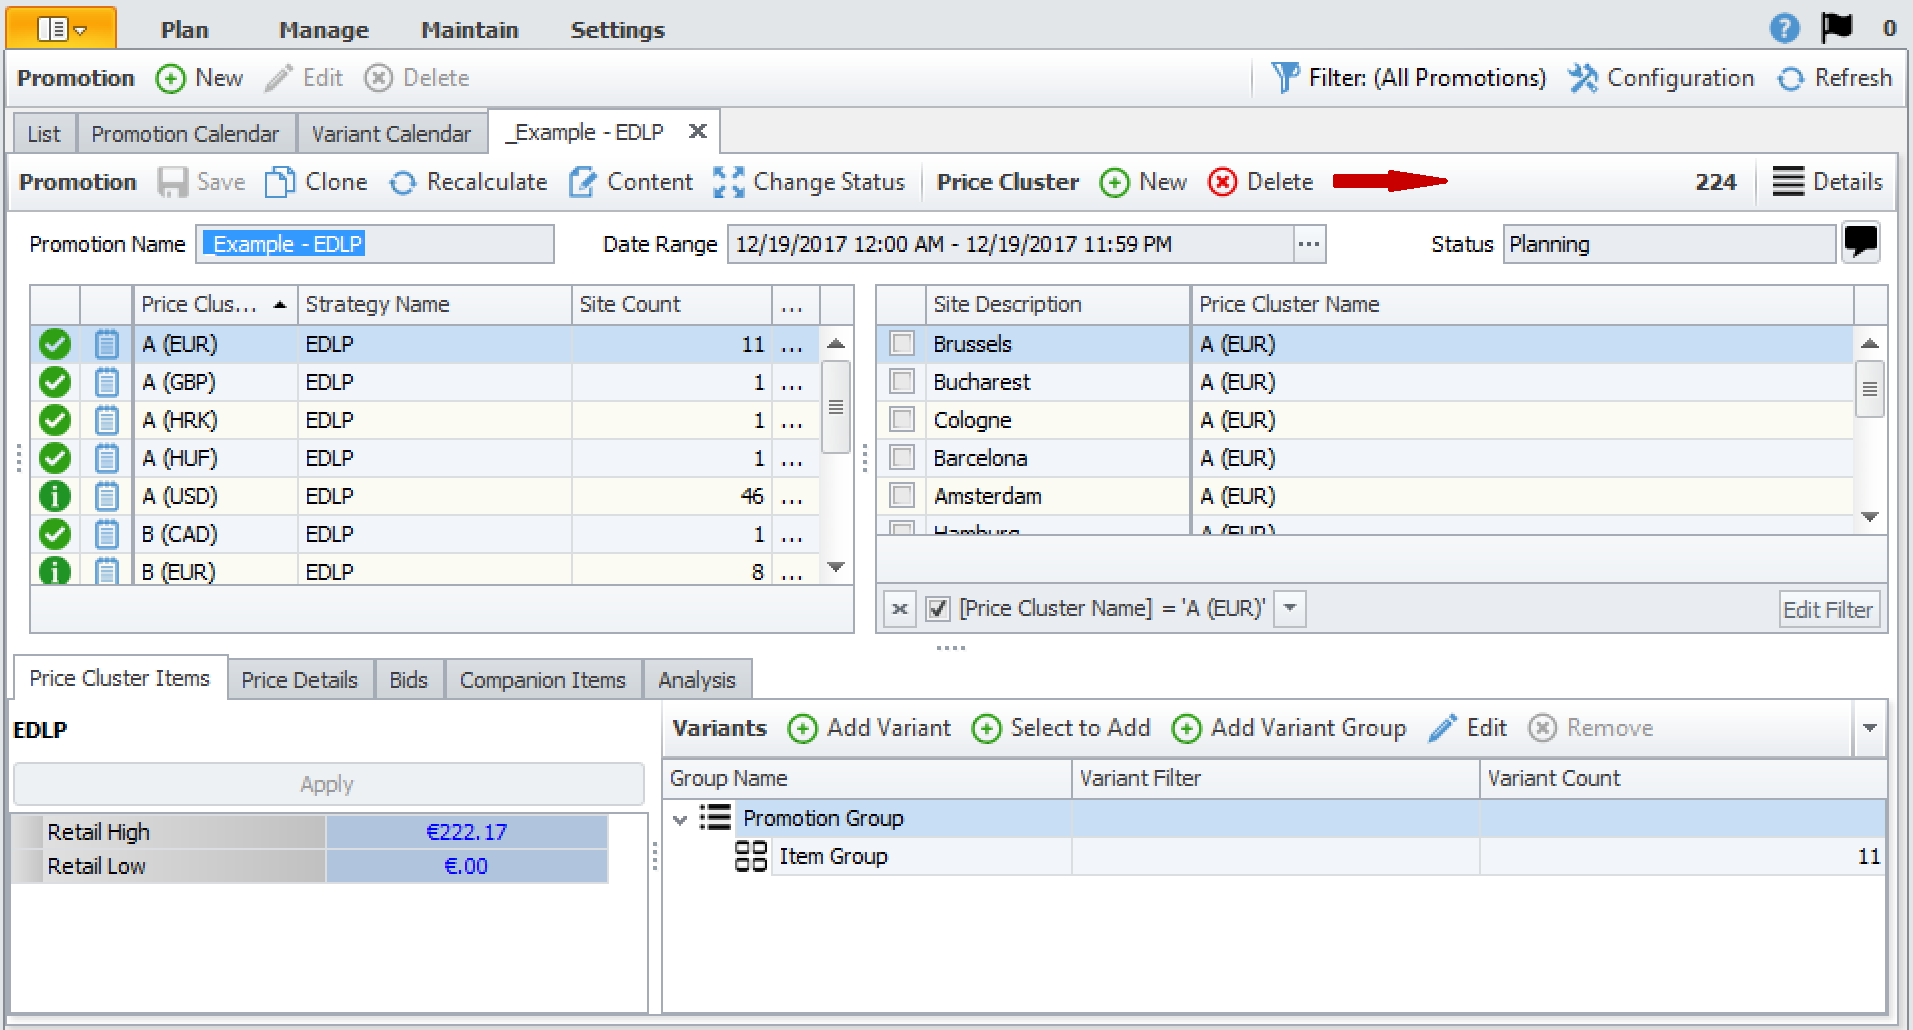 Plan Manage Maintain Settings ? 0
Promotion New Edit Delete Filter: (All Promotions) Configuration Refresh
List Promotion Calendar Variant Calendar _Example - EDLP
Promotion Save Clone Recalculate Content Change Status Price Cluster New Delete 224 Details
Promotion Name _Example - EDLP Date Range 12/19/2017 12:00 AM - 12/19/2017 11:59 PM ... Status Planning
Price Clus... Strategy Name Site Count ...
A (EUR) EDLP 11 ...
A (GBP) EDLP 1 ...
A (HRK) EDLP 1 ...
A (HUF) EDLP 1 ...
A (USD) EDLP 46 ...
B (CAD) EDLP 1 ...
B (EUR) EDLP 8 ...
Site Description Price Cluster Name
Brussels A (EUR)
Bucharest A (EUR)
Cologne A (EUR)
Barcelona A (EUR)
Amsterdam A (EUR)
Hamburg A (EUR)
[Price Cluster Name] = 'A (EUR)' Edit Filter
Price Cluster Items Price Details Bids Companion Items Analysis
EDLP
Apply
Retail High €222.17
Retail Low €.00
Variants Add Variant Select to Add Add Variant Group Edit Remove
Group Name Variant Filter Variant Count
Promotion Group
Item Group 11